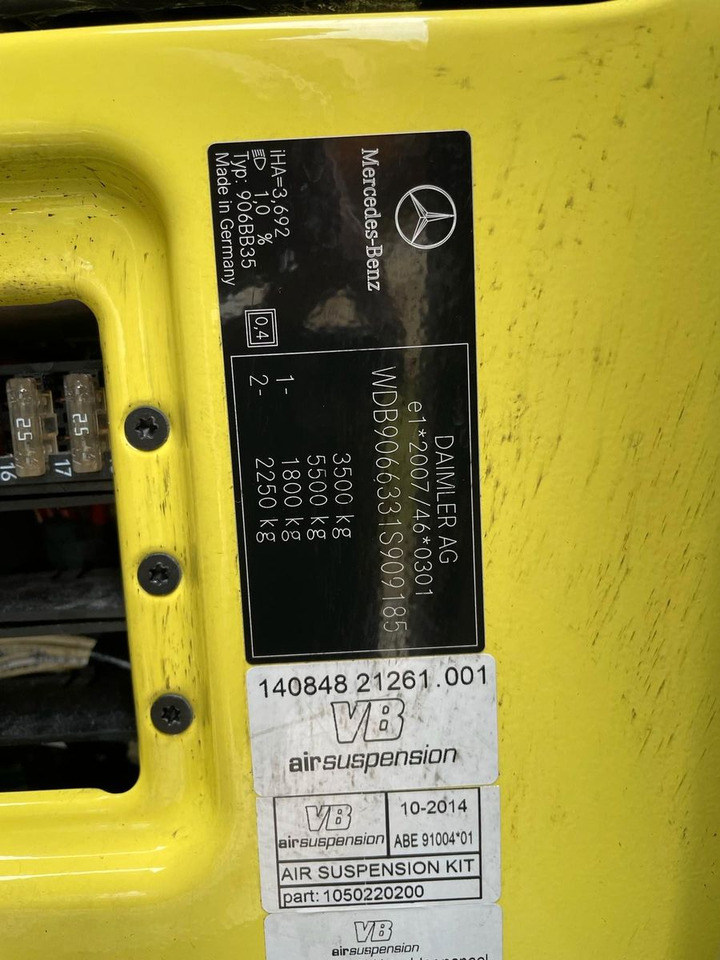 Mercedes-Benz
DAIMLER AG
e1*2007/46*0301
WDB9066331S909185
3500 kg
5500 kg
1- 1800 kg
2- 2250 kg
0,4
iHA=3,692
1,0 %
Typ: 906BB35
Made in Germany
140848 21261.001
VB
airsuspension
VB
airsuspension
10-2014
ABE 91004*01
AIR SUSPENSION KIT
part: 1050220200
VB
airsuspension
25
25
16
17